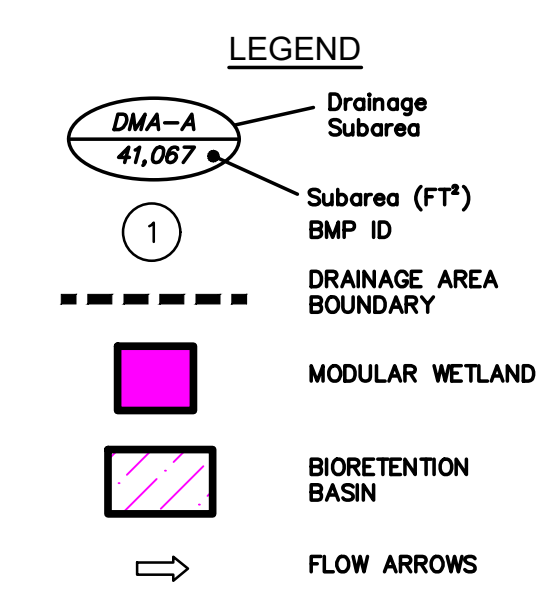 LEGEND
DMA-A
41,067
Drainage
Subarea
Subarea (FT²)
1
BMP ID
DRAINAGE AREA
BOUNDARY
MODULAR WETLAND
BIORETENTION
BASIN
FLOW ARROWS